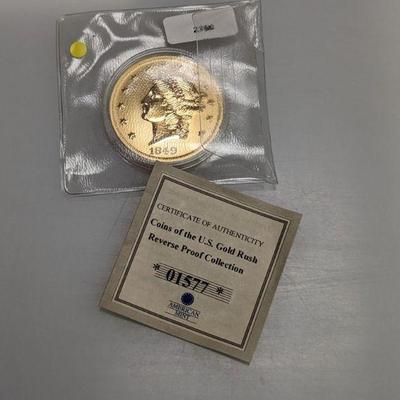 1849
CERTIFICATE OF AUTHENTICITY
Coins of the U.S. Gold Rush
Reverse Proof Collection
* 01577 *
AMERICAN
MINT